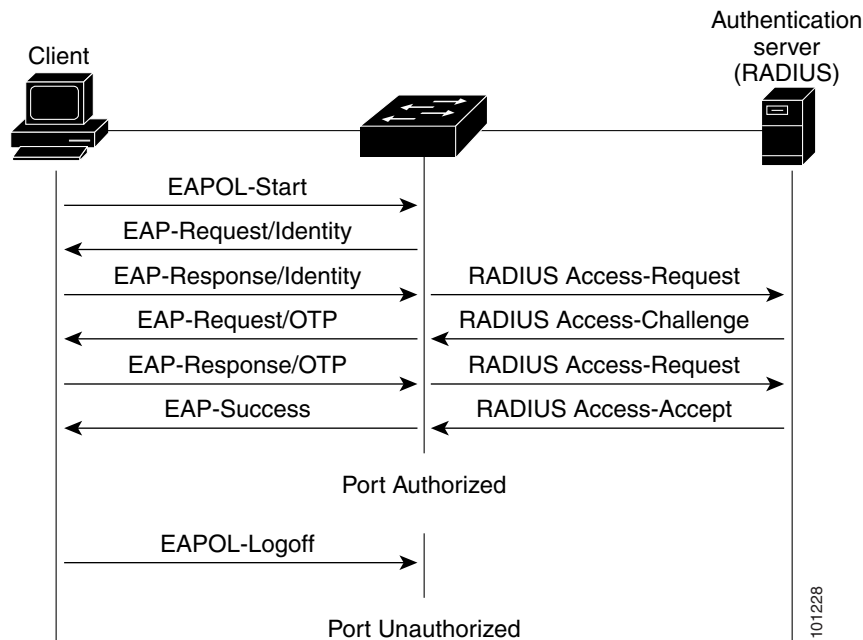 Authentication
server
(RADIUS)
Client
EAPOL-Start
EAP-Request/Identity
EAP-Response/Identity
RADIUS Access-Request
EAP-Request/OTP
RADIUS Access-Challenge
EAP-Response/OTP
RADIUS Access-Request
EAP-Success
RADIUS Access-Accept
Port Authorized
EAPOL-Logoff
Port Unauthorized
101228